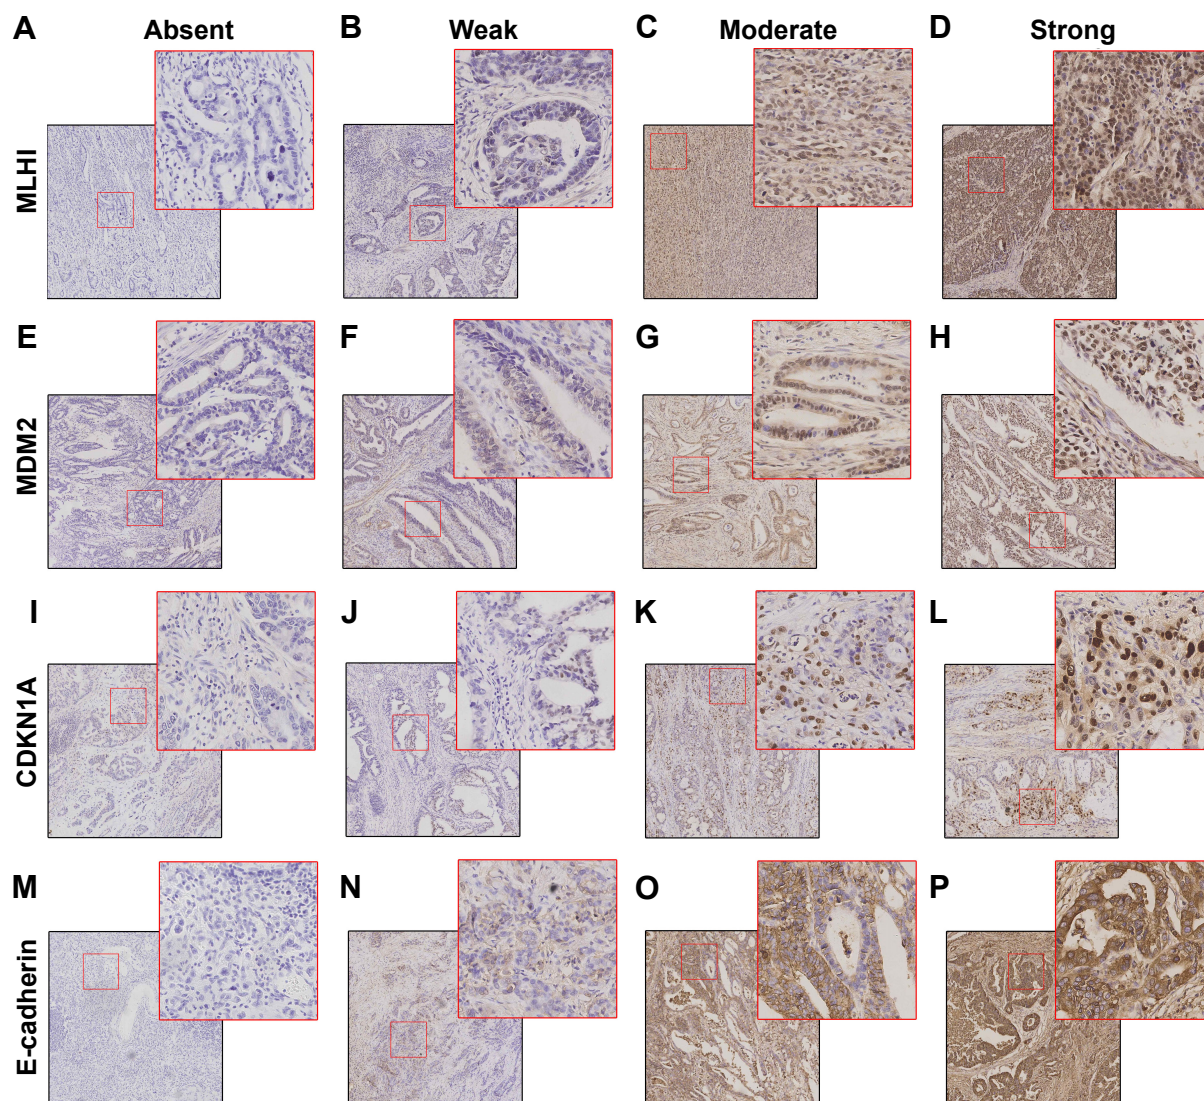 A Absent B Weak C Moderate D Strong
MLHI
E F G H
MDM2
I J K L
CDKN1A
M N O P
E-cadherin